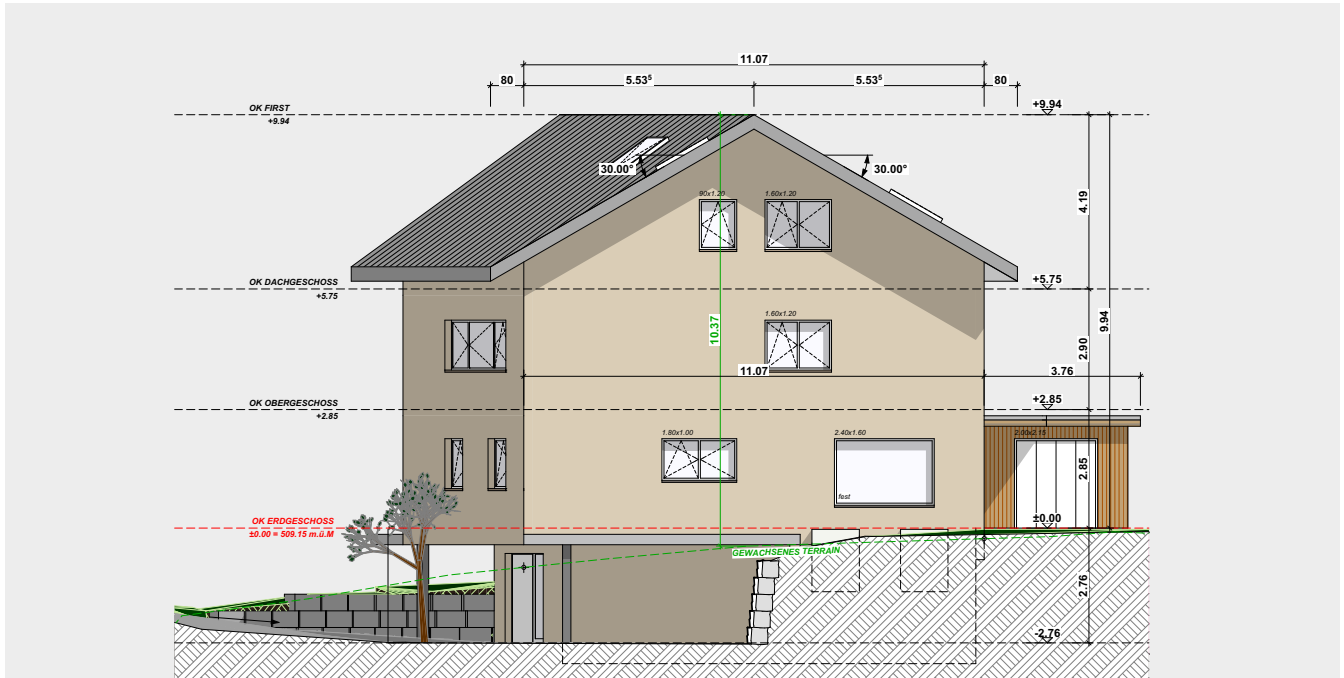 11.07
80
5.53⁵
5.53⁵
80
OK FIRST
+9.94
+9.94
30.00°
30.00°
90x1.20
1.60x1.20
4.19
OK DACHGESCHOSS
+5.75
+5.75
10.37
1.60x1.20
9.94
2.90
11.07
3.76
OK OBERGESCHOSS
+2.85
+2.85
1.80x1.00
2.40x1.60
2.00x2.15
2.85
fest
OK ERDGESCHOSS
±0.00 = 509.15 m.ü.M
±0.00
GEWACHSENES TERRAIN
2.76
-2.76